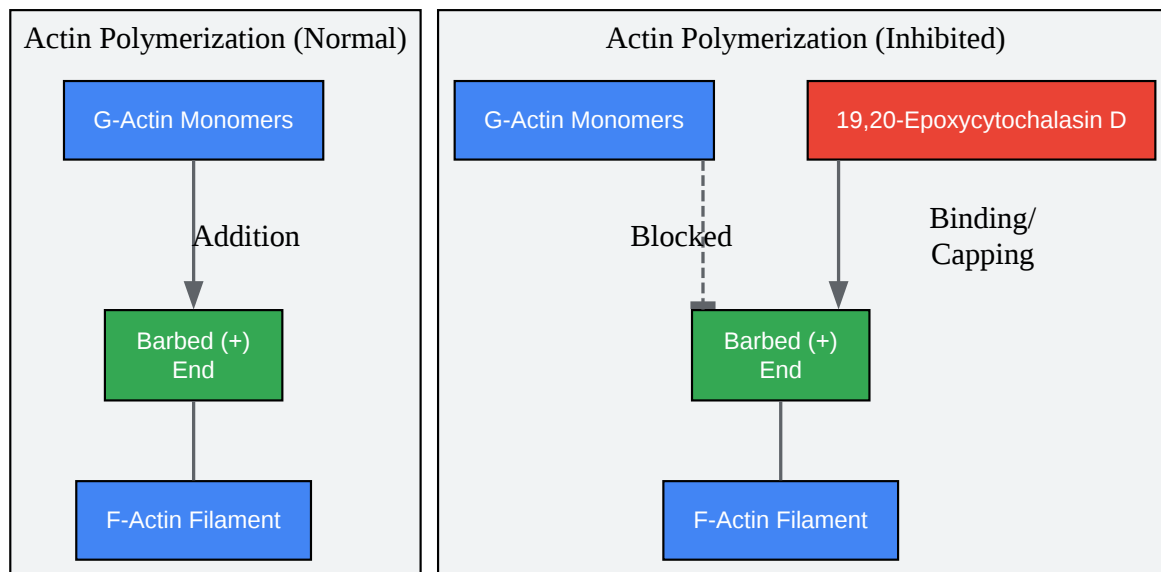 Actin Polymerization (Normal)
G-Actin Monomers
Addition
Barbed (+)
End
F-Actin Filament
Actin Polymerization (Inhibited)
G-Actin Monomers
19,20-Epoxycytochalasin D
Blocked
Binding/
Capping
Barbed (+)
End
F-Actin Filament